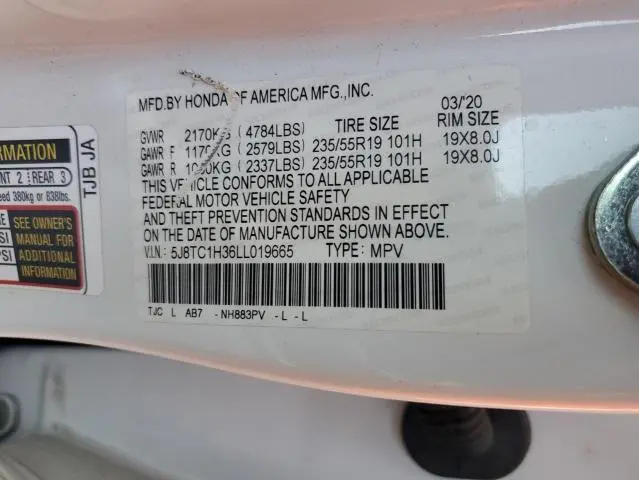 MFD.BY HONDA OF AMERICA MFG.,INC. 03/'20
GVWR 2170KG (4784LBS) TIRE SIZE RIM SIZE
GAWR F KG (2579LBS) 235/55R19 101H 19X8.0J
GAWR R KG (2337LBS) 235/55R19 101H 19X8.0J
THIS VEHICLE CONFORMS TO ALL APPLICABLE
FEDERAL MOTOR VEHICLE SAFETY
AND THEFT PREVENTION STANDARDS IN EFFECT
ON THE DATE OF MANUFACTURE SHOWN ABOVE.
V.I.N.: 5J8TC1H36LL019665 TYPE: MPV
TJC L AB7 - NH883PV - L - L
TJB JA
REAR 3
380kg or 838lbs.
SEE OWNER'S
MANUAL FOR
ADDITIONAL
INFORMATION